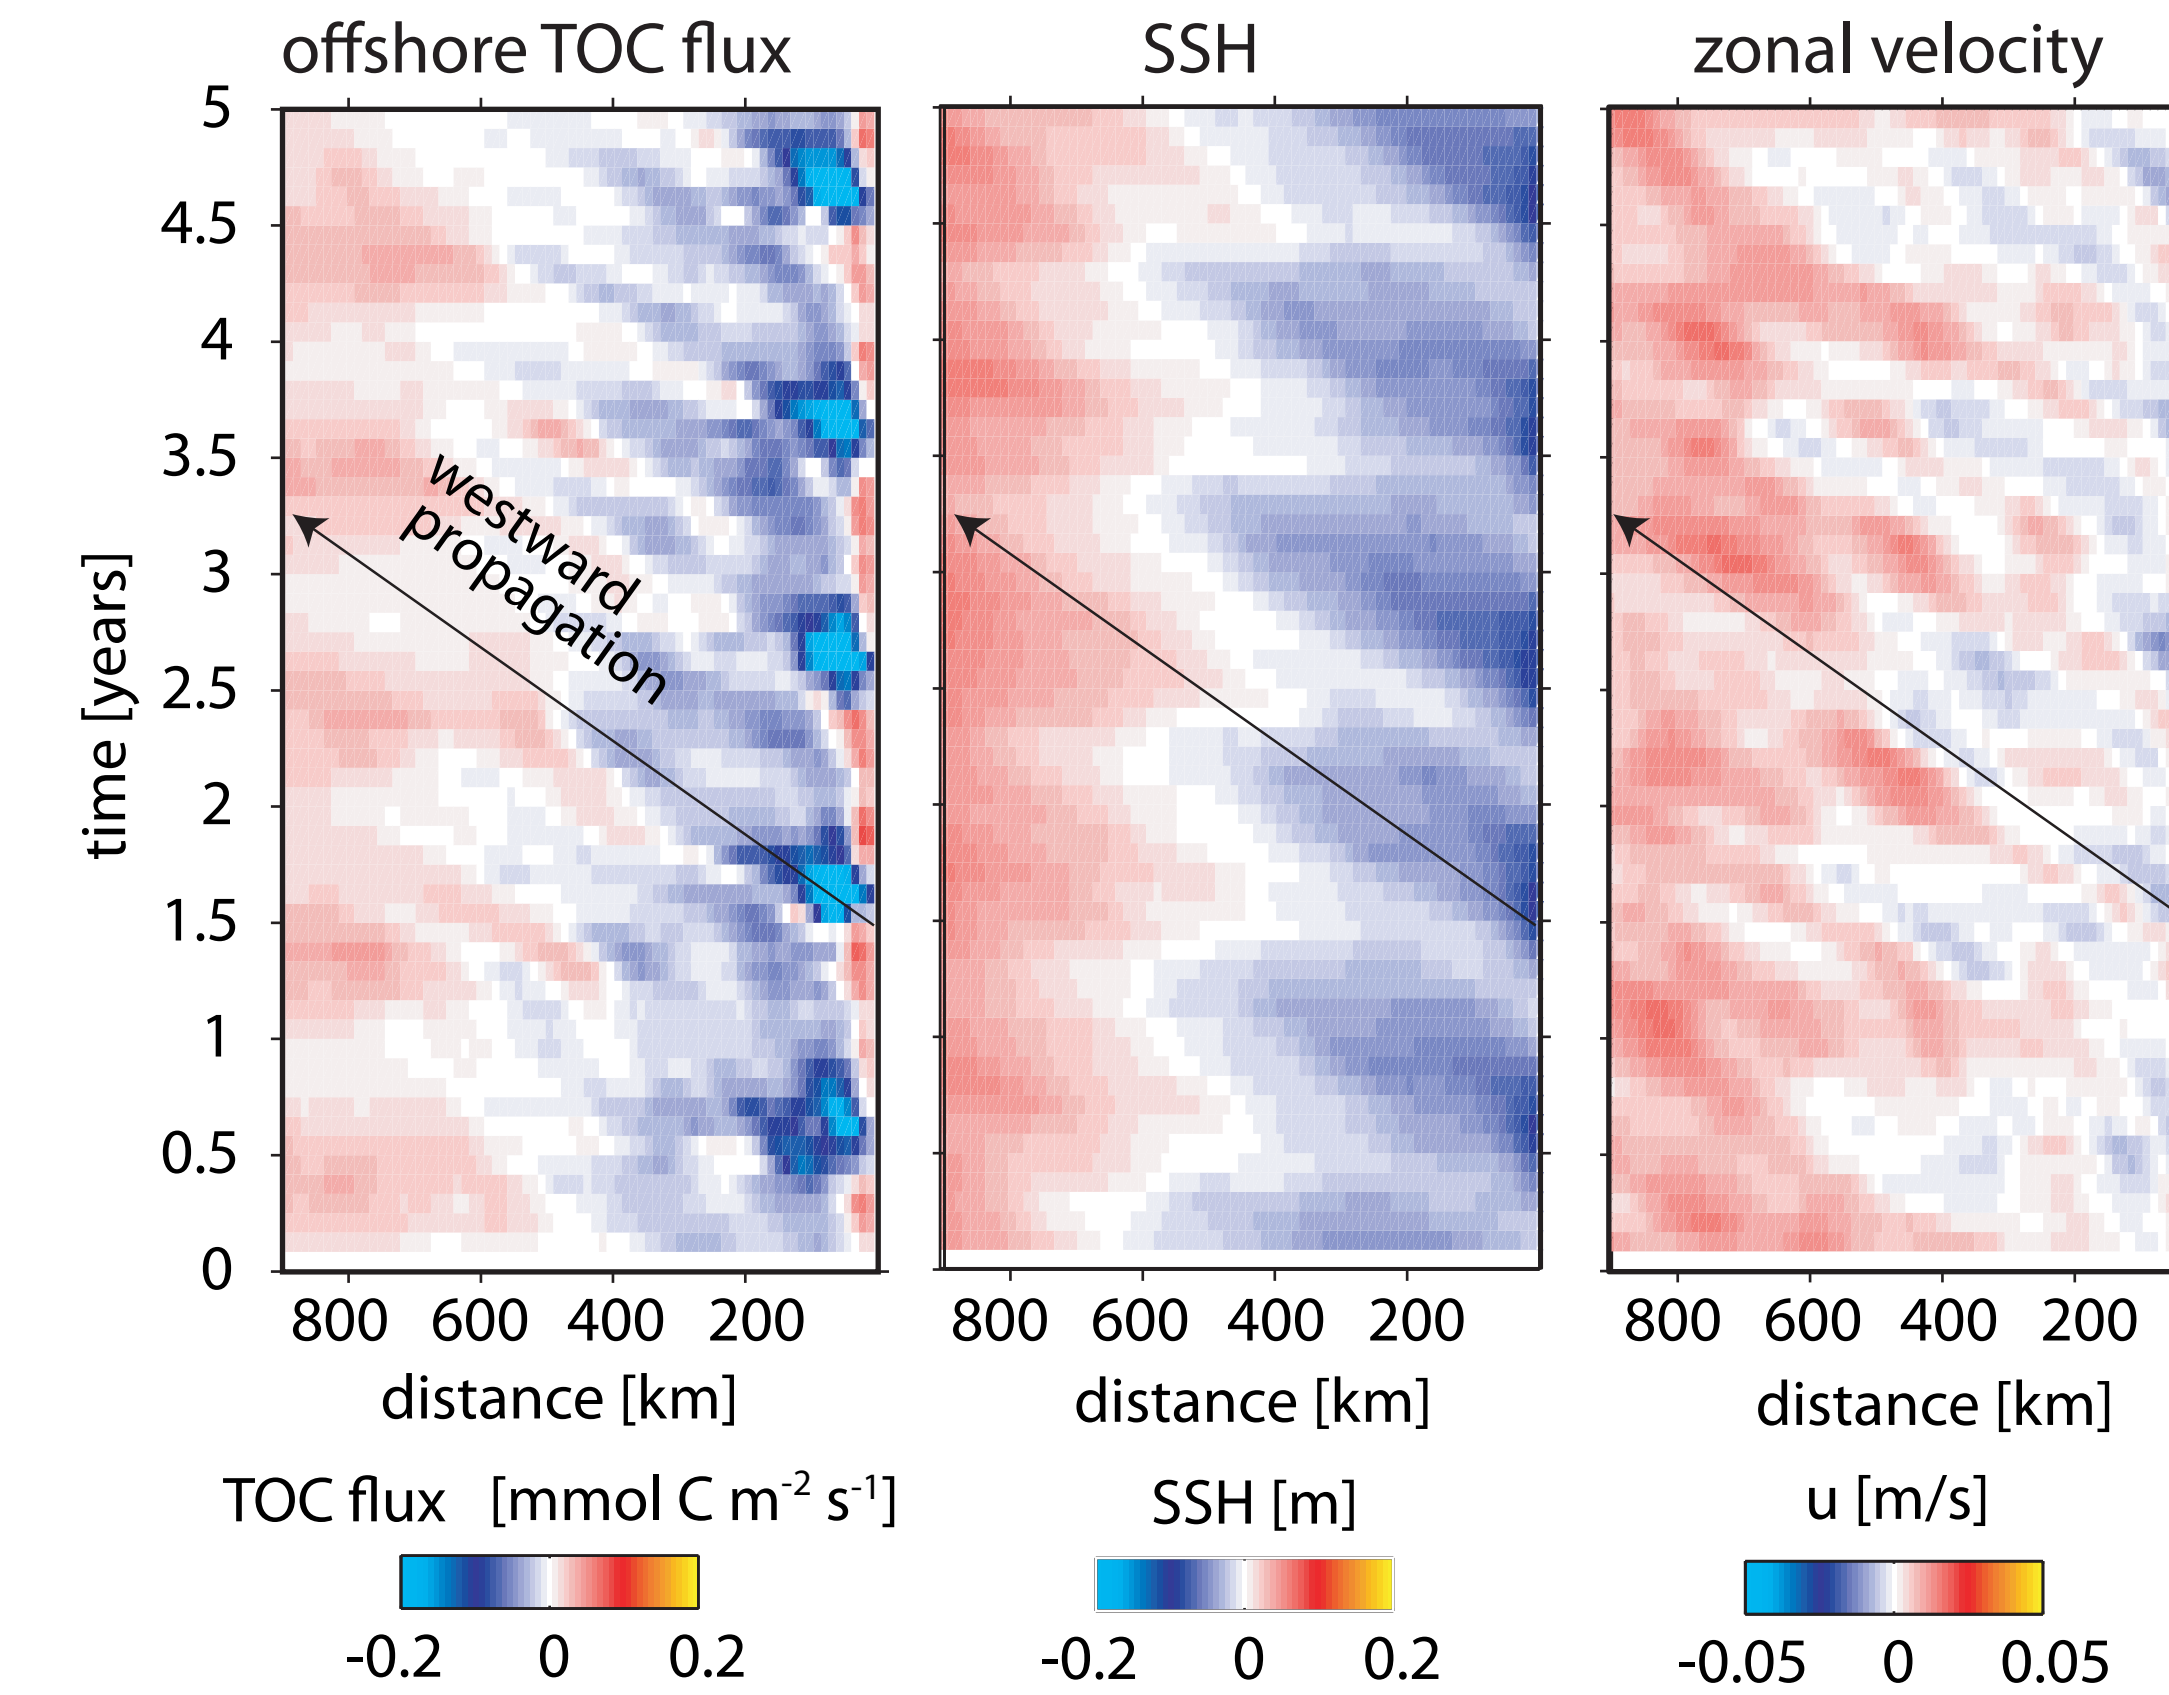 offshore TOC flux SSH zonal velocity
5
4.5
4
3.5
3
2.5
2
1.5
1
0.5
0
time [years]
westward
propagation
800 600 400 200 800 600 400 200 800 600 400 200
distance [km] distance [km] distance [km]
TOC flux [mmol C m⁻² s⁻¹] SSH [m] u [m/s]
-0.2 0 0.2 -0.2 0 0.2 -0.05 0 0.05